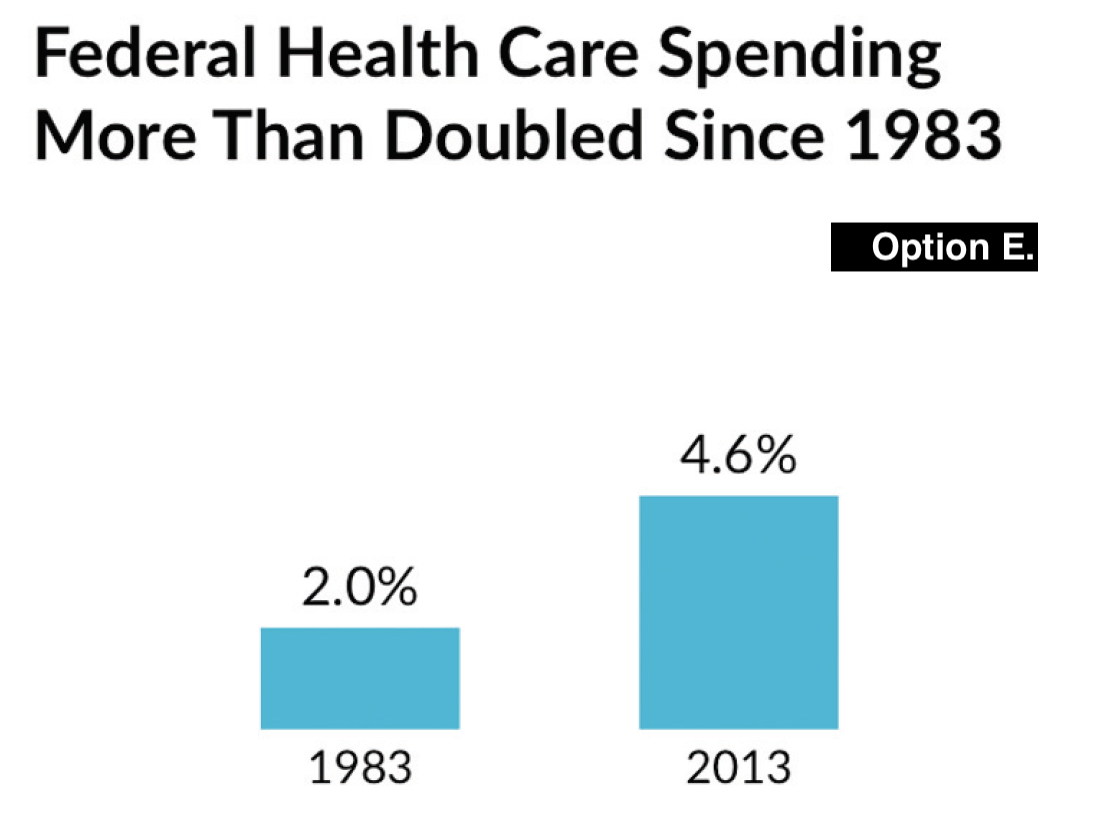 Federal Health Care Spending
More Than Doubled Since 1983
Option E.
4.6%
2.0%
1983
2013